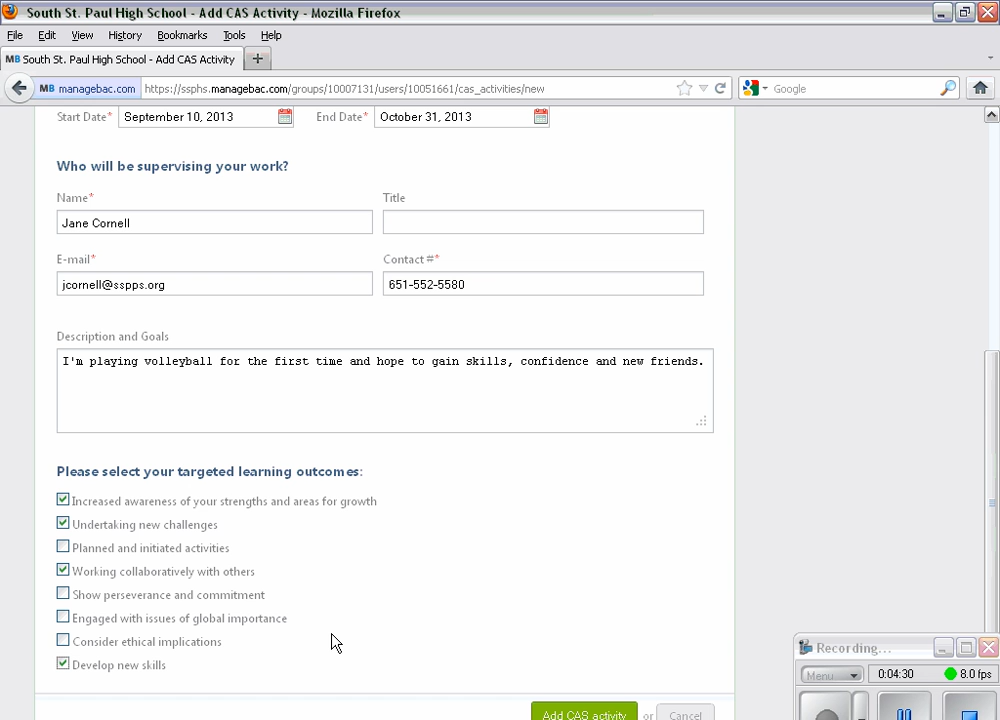 South St. Paul High School - Add CAS Activity - Mozilla Firefox
File Edit View History Bookmarks Tools Help
MB South St. Paul High School - Add CAS Activity
MB managebac.com https://ssphs.managebac.com/groups/10007131/users/10051661/cas_activities/new Google
Start Date* September 10, 2013 End Date* October 31, 2013
Who will be supervising your work?
Name* Title
Jane Cornell
E-mail* Contact #*
jcornell@sspps.org 651-552-5580
Description and Goals
I'm playing volleyball for the first time and hope to gain skills, confidence and new friends.
Please select your targeted learning outcomes:
Increased awareness of your strengths and areas for growth
Undertaking new challenges
Planned and initiated activities
Working collaboratively with others
Show perseverance and commitment
Engaged with issues of global importance
Consider ethical implications
Develop new skills
Recording...
Menu 0:04:30 8.0 fps
Add CAS activity or Cancel